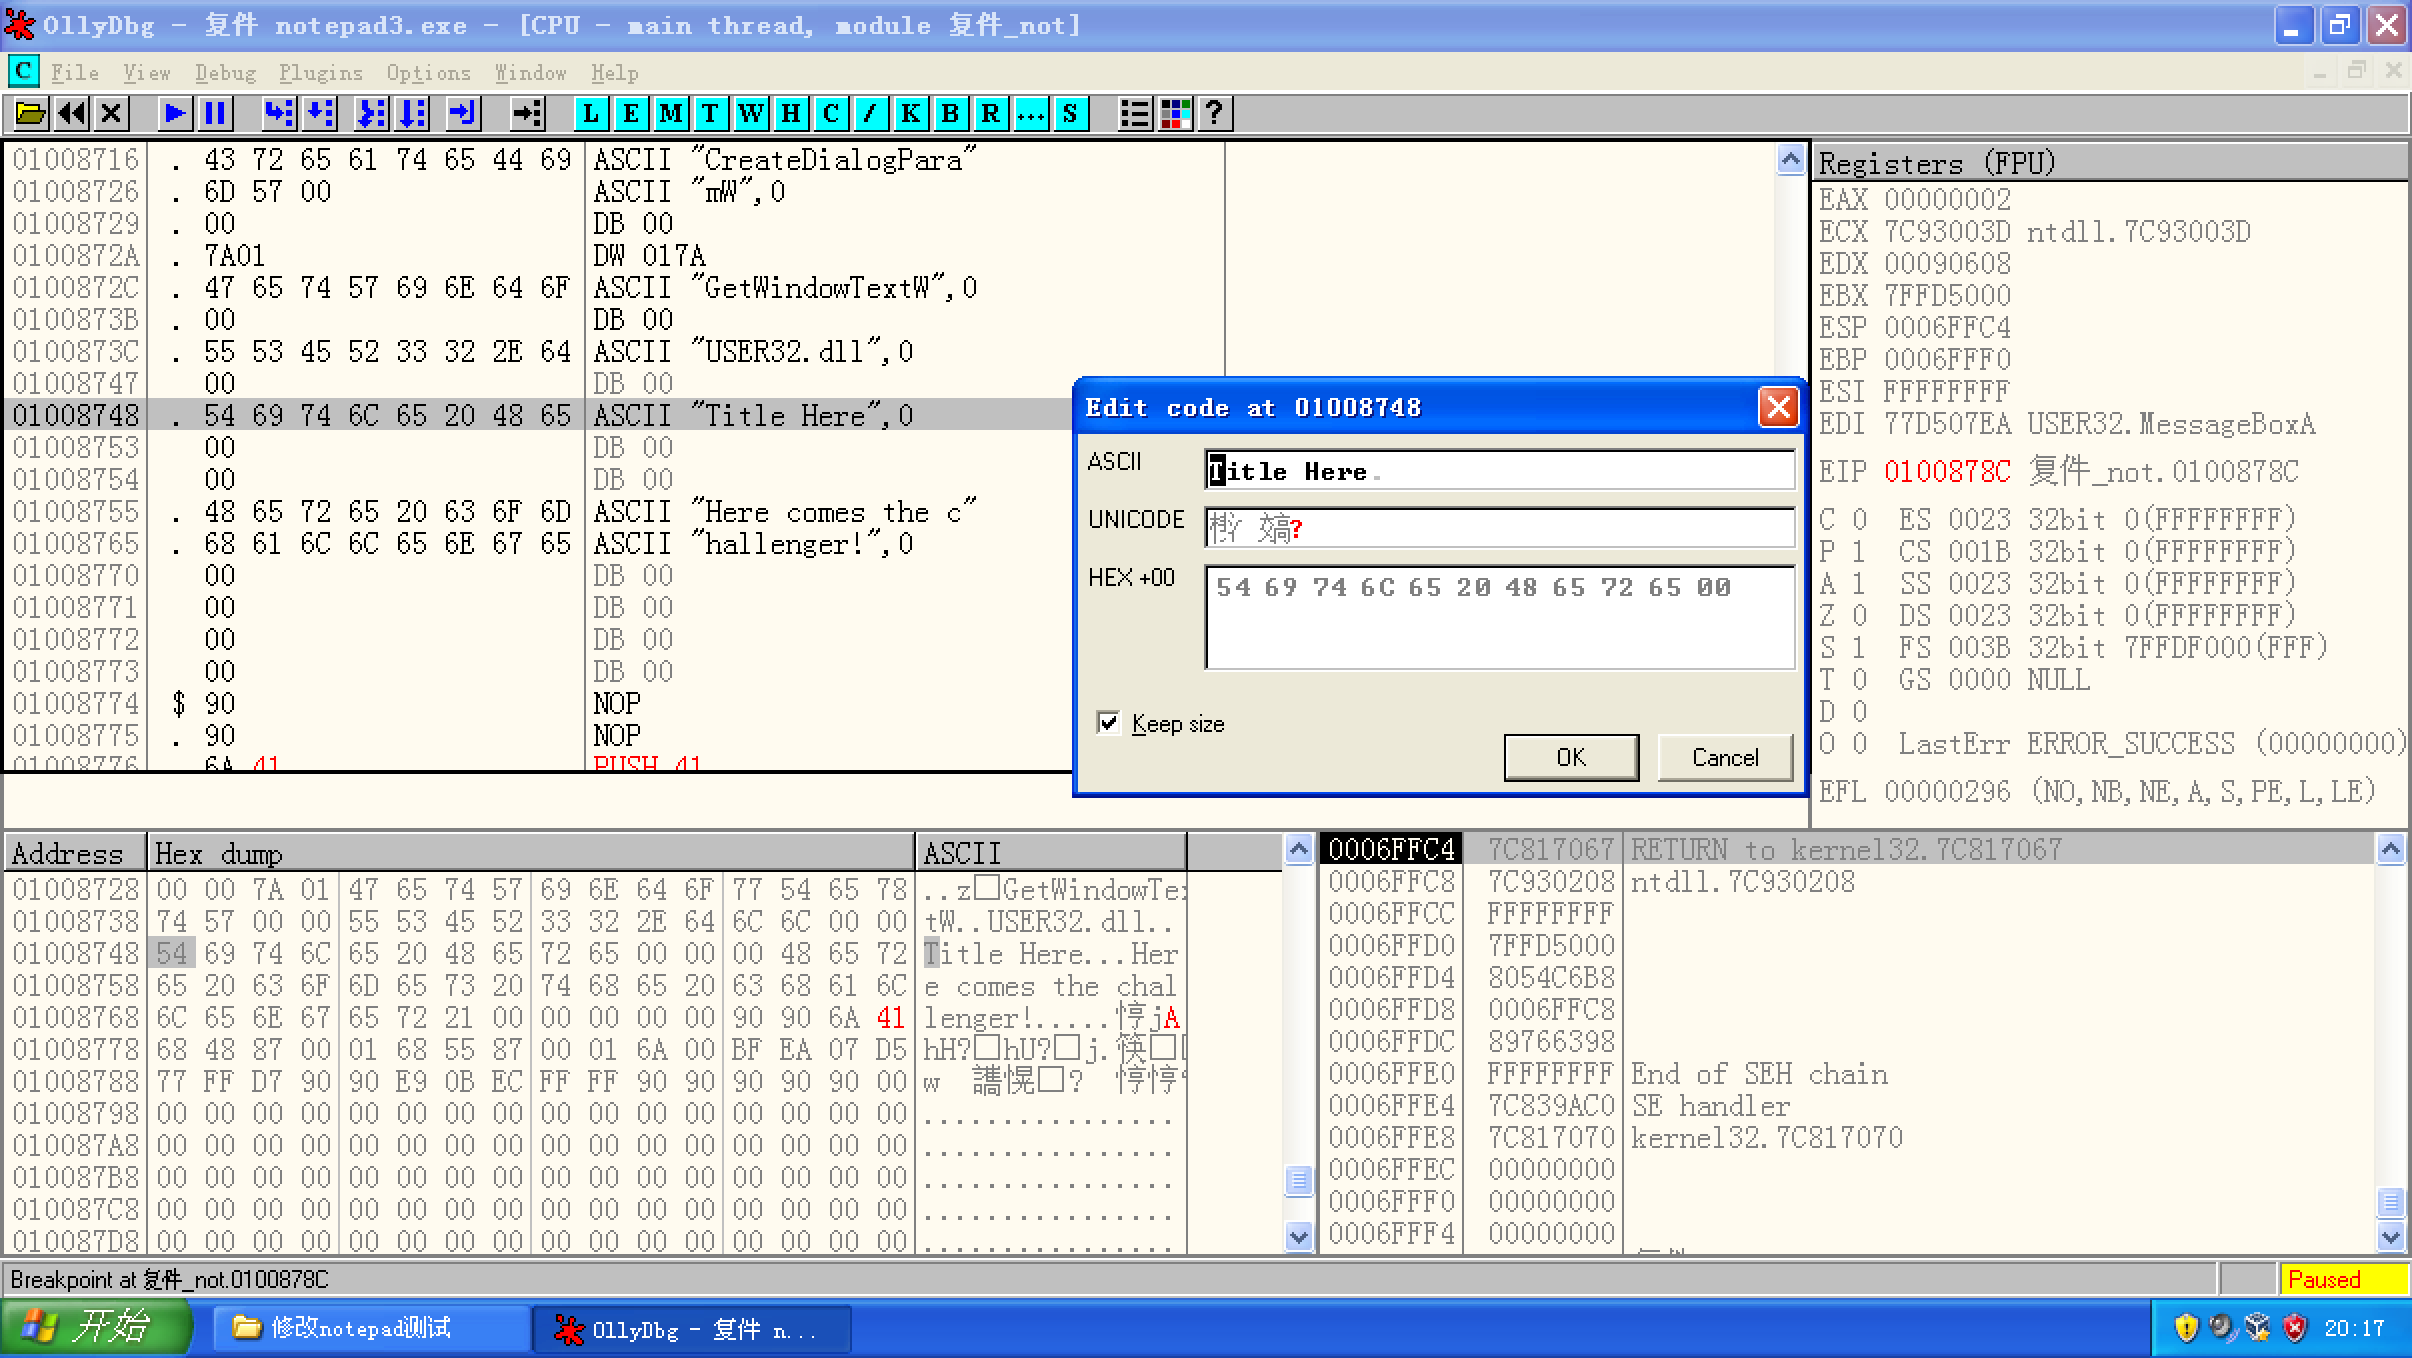 OllyDbg - 复件 notepad3.exe - [CPU - main thread, module 复件_not]
C File View Debug Plugins Options Window Help
L E M T W H C / K B R ... S ?
01008716 . 43 72 65 61 74 65 44 69 ASCII "CreateDialogPara"
01008726 . 6D 57 00 ASCII "mW",0
01008729 . 00 DB 00
0100872A . 7A01 DW 017A
0100872C . 47 65 74 57 69 6E 64 6F ASCII "GetWindowTextW",0
0100873B . 00 DB 00
0100873C . 55 53 45 52 33 32 2E 64 ASCII "USER32.dll",0
01008747 00 DB 00
01008748 . 54 69 74 6C 65 20 48 65 ASCII "Title Here",0
01008753 00 DB 00
01008754 00 DB 00
01008755 . 48 65 72 65 20 63 6F 6D ASCII "Here comes the c"
01008765 . 68 61 6C 6C 65 6E 67 65 ASCII "hallenger!",0
01008770 00 DB 00
01008771 00 DB 00
01008772 00 DB 00
01008773 00 DB 00
01008774 $ 90 NOP
01008775 . 90 NOP
01008776 . 6A 41 PUSH 41
Edit code at 01008748
ASCII Title Here.
UNICODE
HEX +00 54 69 74 6C 65 20 48 65 72 65 00
Keep size
OK Cancel
Registers (FPU)
EAX 00000002
ECX 7C93003D ntdll.7C93003D
EDX 00090608
EBX 7FFD5000
ESP 0006FFC4
EBP 0006FFF0
ESI FFFFFFFF
EDI 77D507EA USER32.MessageBoxA
EIP 0100878C 复件_not.0100878C
C 0 ES 0023 32bit 0(FFFFFFFF)
P 1 CS 001B 32bit 0(FFFFFFFF)
A 1 SS 0023 32bit 0(FFFFFFFF)
Z 0 DS 0023 32bit 0(FFFFFFFF)
S 1 FS 003B 32bit 7FFDF000(FFF)
T 0 GS 0000 NULL
D 0
O 0 LastErr ERROR_SUCCESS (00000000)
EFL 00000296 (NO,NB,NE,A,S,PE,L,LE)
Address Hex dump ASCII
01008728 00 00 7A 01 47 65 74 57 69 6E 64 6F 77 54 65 78 ..z□GetWindowTex
01008738 74 57 00 00 55 53 45 52 33 32 2E 64 6C 6C 00 00 tW..USER32.dll..
01008748 54 69 74 6C 65 20 48 65 72 65 00 00 00 48 65 72 Title Here...Her
01008758 65 20 63 6F 6D 65 73 20 74 68 65 20 63 68 61 6C e comes the chal
01008768 6C 65 6E 67 65 72 21 00 00 00 00 00 90 90 6A 41 lenger!.....悙jA
01008778 68 48 87 00 01 68 55 87 00 01 6A 00 BF EA 07 D5 hH?□hU?□j.
01008788 77 FF D7 90 90 E9 0B EC FF FF 90 90 90 90 90 00 w
01008798 00 00 00 00 00 00 00 00 00 00 00 00 00 00 00 00 ................
010087A8 00 00 00 00 00 00 00 00 00 00 00 00 00 00 00 00 ................
010087B8 00 00 00 00 00 00 00 00 00 00 00 00 00 00 00 00 ................
010087C8 00 00 00 00 00 00 00 00 00 00 00 00 00 00 00 00 ................
010087D8 00 00 00 00 00 00 00 00 00 00 00 00 00 00 00 00 ................
0006FFC4 7C817067 RETURN to kernel32.7C817067
0006FFC8 7C930208 ntdll.7C930208
0006FFCC FFFFFFFF
0006FFD0 7FFD5000
0006FFD4 8054C6B8
0006FFD8 0006FFC8
0006FFDC 89766398
0006FFE0 FFFFFFFF End of SEH chain
0006FFE4 7C839AC0 SE handler
0006FFE8 7C817070 kernel32.7C817070
0006FFEC 00000000
0006FFF0 00000000
0006FFF4 00000000
Breakpoint at 复件_not.0100878C
Paused
开始 修改notepad测试 OllyDbg - 复件 n... 20:17